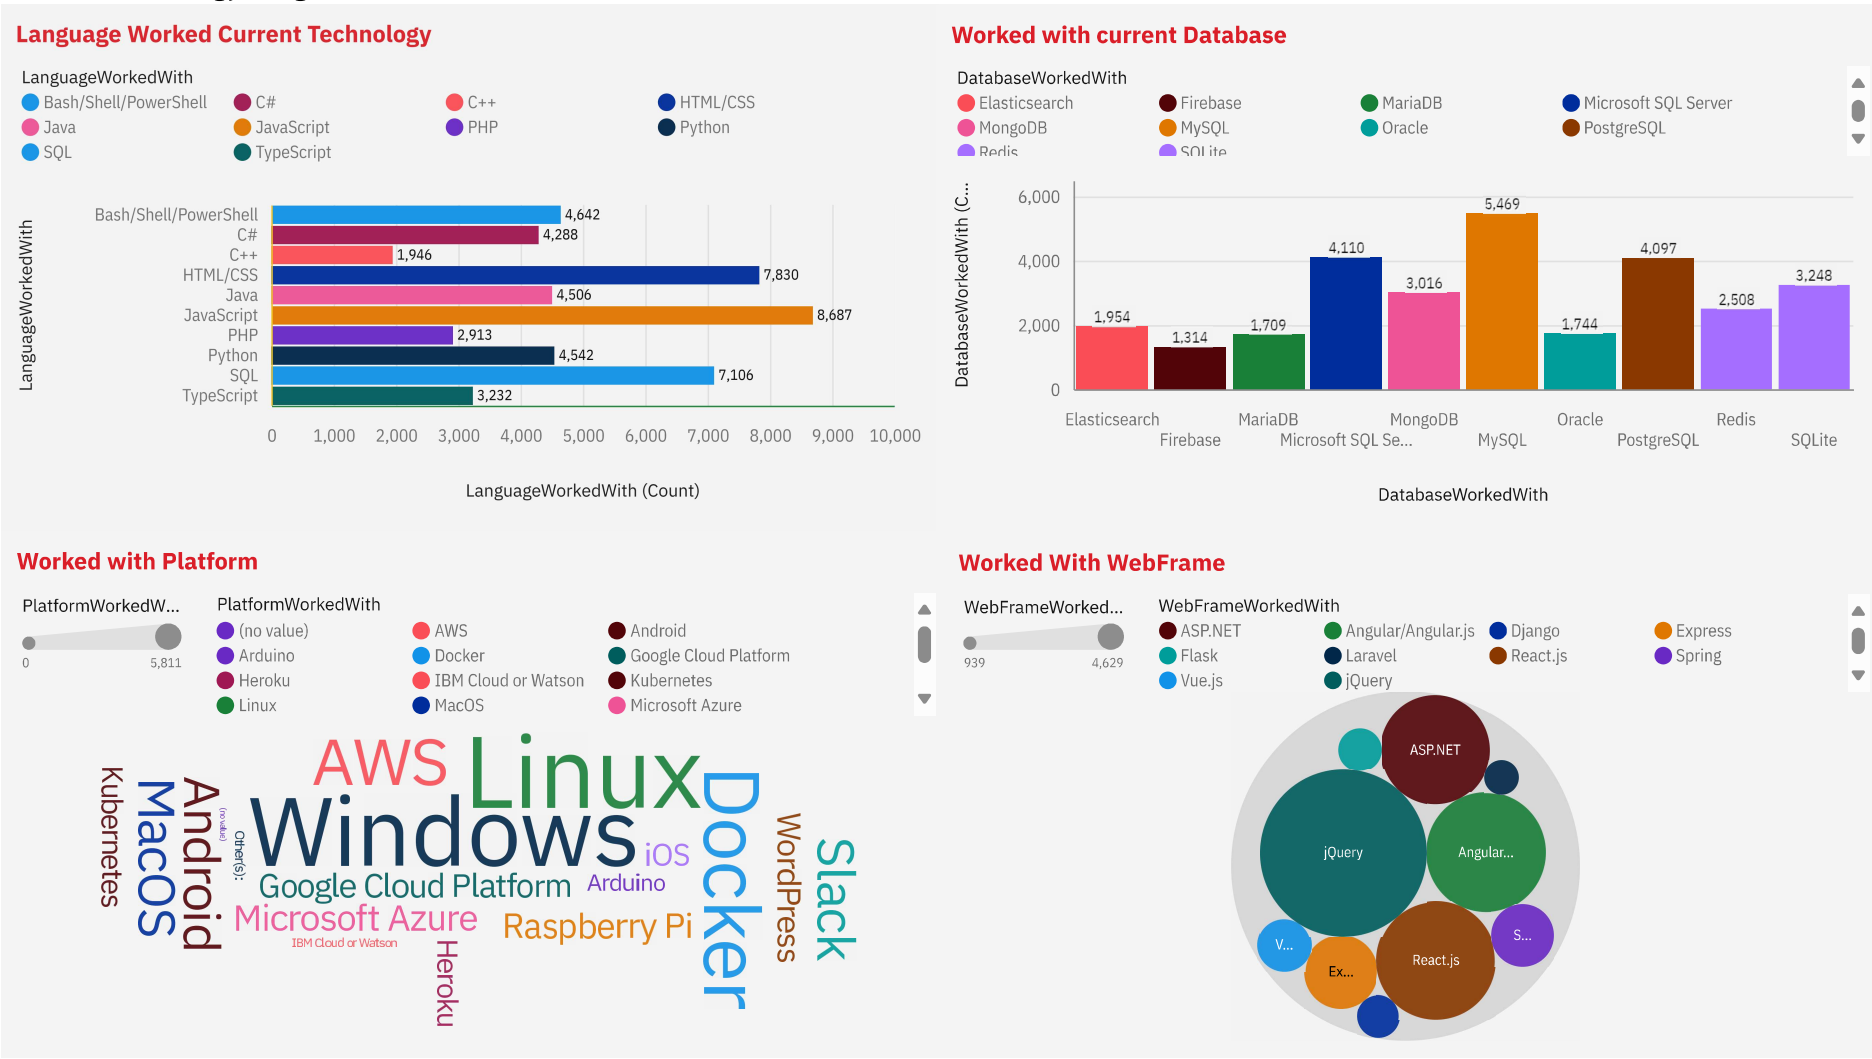 Language Worked Current Technology
LanguageWorkedWith
Bash/Shell/PowerShell C# C++ HTML/CSS
Java JavaScript PHP Python
SQL TypeScript
LanguageWorkedWith
Bash/Shell/PowerShell 4,642
C# 4,288
C++ 1,946
HTML/CSS 7,830
Java 4,506
JavaScript 8,687
PHP 2,913
Python 4,542
SQL 7,106
TypeScript 3,232
0 1,000 2,000 3,000 4,000 5,000 6,000 7,000 8,000 9,000 10,000
LanguageWorkedWith (Count)
Worked with current Database
DatabaseWorkedWith
Elasticsearch Firebase MariaDB Microsoft SQL Server
MongoDB MySQL Oracle PostgreSQL
Redis SQLite
DatabaseWorkedWith (C...
6,000
4,000
2,000
0
1,954 1,314 1,709 4,110 3,016 5,469 1,744 4,097 2,508 3,248
Elasticsearch MariaDB MongoDB Oracle Redis
Firebase Microsoft SQL Se... MySQL PostgreSQL SQLite
DatabaseWorkedWith
Worked with Platform
PlatformWorkedW...
0 5,811
PlatformWorkedWith
(no value) AWS Android
Arduino Docker Google Cloud Platform
Heroku IBM Cloud or Watson Kubernetes
Linux MacOS Microsoft Azure
AWS
Linux
Kubernetes
MacOS
Android
(no value)
Other(s):
Windows
iOS
Docker
WordPress
Slack
Google Cloud Platform
Arduino
Microsoft Azure
Raspberry Pi
IBM Cloud or Watson
Heroku
Worked With WebFrame
WebFrameWorked...
939 4,629
WebFrameWorkedWith
ASP.NET Angular/Angular.js Django Express
Flask Laravel React.js Spring
Vue.js jQuery
ASP.NET
jQuery
Angular...
S...
V...
Ex...
React.js